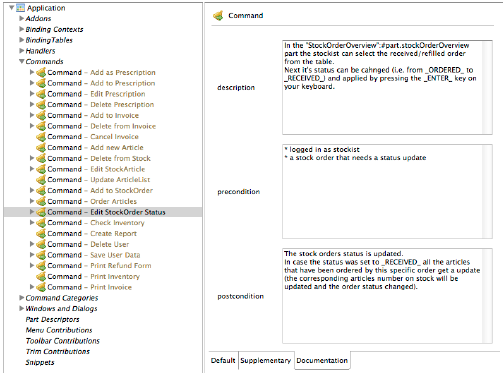 Application
Addons
Binding Contexts
BindingTables
Handlers
Commands
Command - Add as Prescription
Command - Add to Prescription
Command - Edit Prescription
Command - Delete Prescription
Command - Add to Invoice
Command - Delete from Invoice
Command - Cancel Invoice
Command - Add new Article
Command - Delete from Stock
Command - Edit StockArticle
Command - Update ArticleList
Command - Add to StockOrder
Command - Order Articles
Command - Edit StockOrder Status
Command - Check Inventory
Command - Create Report
Command - Delete User
Command - Save User Data
Command - Print Refund Form
Command - Print Inventory
Command - Print Invoice
Command Categories
Windows and Dialogs
Part Descriptors
Menu Contributions
Toolbar Contributions
Trim Contributions
Snippets
Command
description
In the "StockOrderOverview":#part.stockOrderOverview
part the stockist can select the received/refilled order
from the table.
Next it's status can be cahnged (i.e. from _ORDERED_ to
_RECEIVED_) and applied by pressing the _ENTER_ key on
your keyboard.
precondition
* logged in as stockist
* a stock order that needs a status update
postcondition
The stock orders status is updated.
In case the status was set to _RECEIVED_ all the articles
that have been ordered by this specific order get a update
(the corresponding articles number on stock will be
updated and the order status changed).
Default Supplementary Documentation